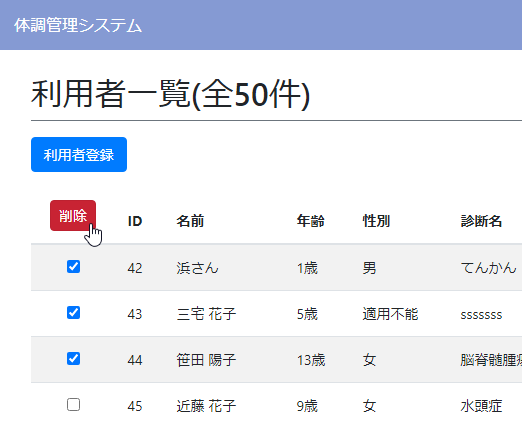 体調管理システム
利用者一覧(全50件)
利用者登録
削除 ID 名前 年齢 性別 診断名
42 浜さん 1歳 男 てんかん
43 三宅 花子 5歳 適用不能 sssssss
44 笹田 陽子 13歳 女 脳脊髄腫瘍
45 近藤 花子 9歳 女 水頭症